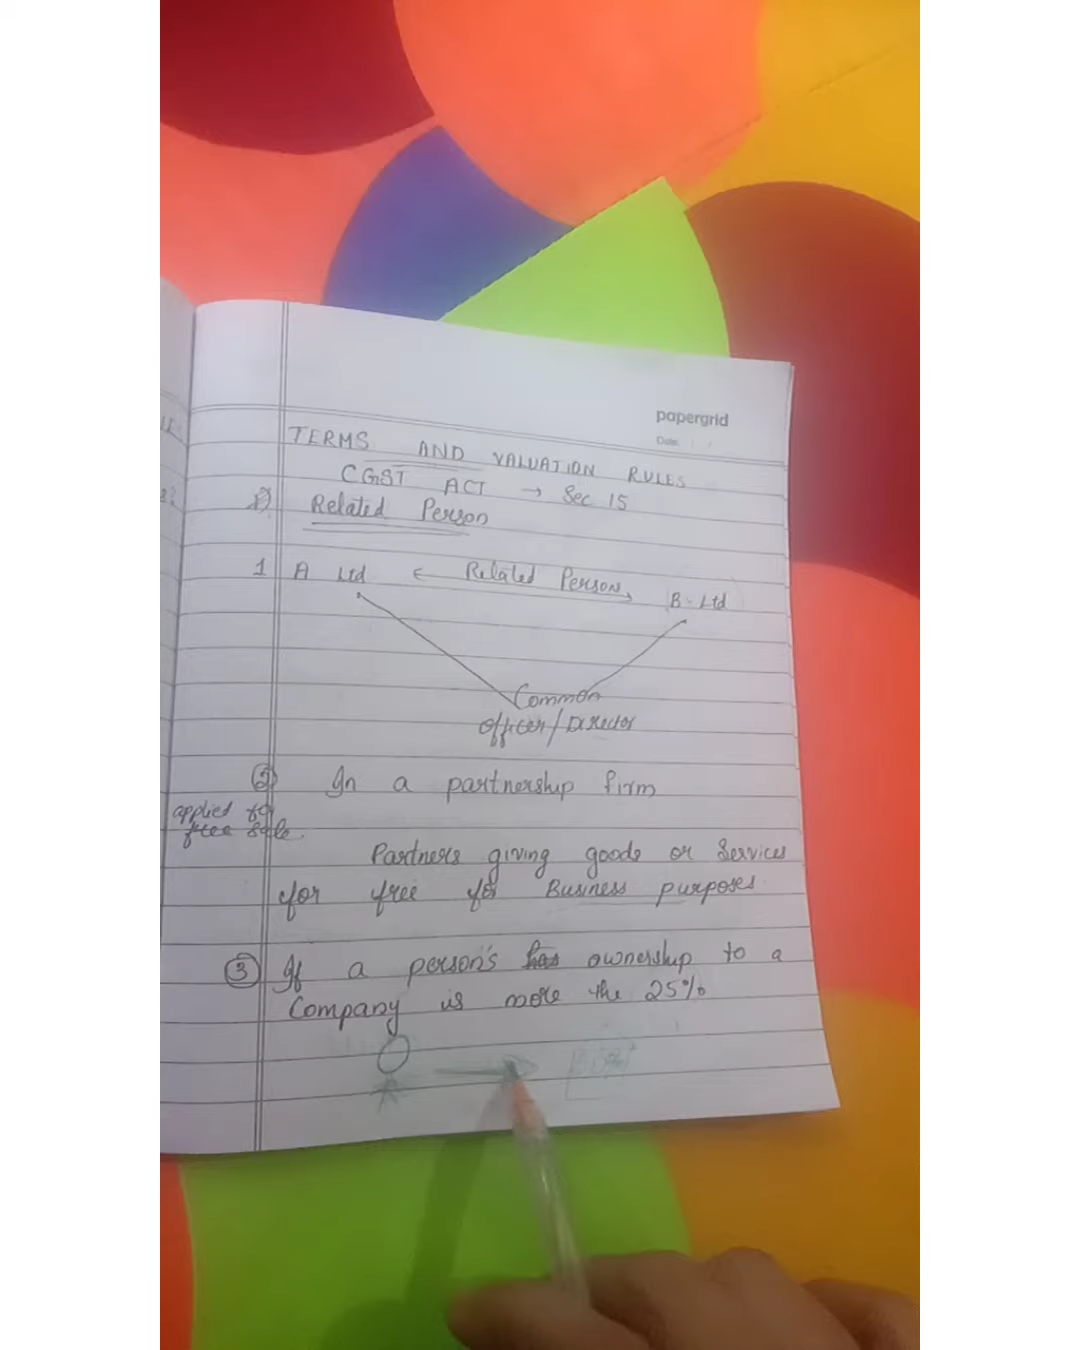 papergrid
Date: / /
TERMS AND VALUATION RULES
CGST ACT → Sec 15
Related Person
1 A Ltd ← Related Person → B-Ltd
Common
Officer/Director
② In a partnership firm
applied for
free sale.
Partners giving goods or Services
for free for Business purposes
③ If a person's has ownership to a
Company is more the 25%